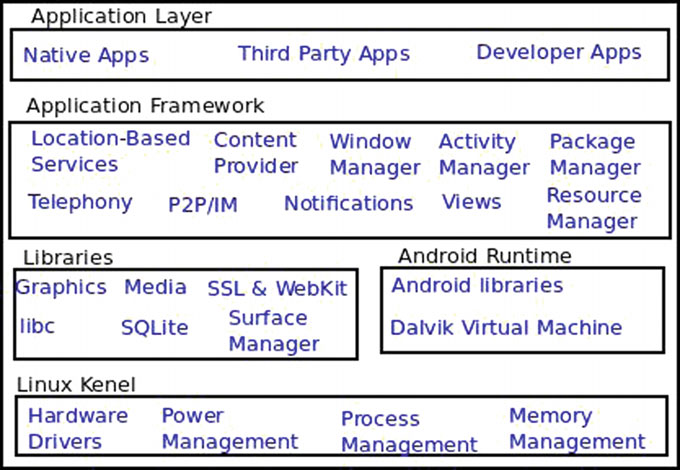 Application Layer
Native Apps Third Party Apps Developer Apps
Application Framework
Location-Based Content Window Activity Package
Services Provider Manager Manager Manager
Telephony P2P/IM Notifications Views Resource
Manager
Libraries Android Runtime
Graphics Media SSL & WebKit Android libraries
libc SQLite Surface Dalvik Virtual Machine
Manager
Linux Kenel
Hardware Power Process Memory
Drivers Management Management Management